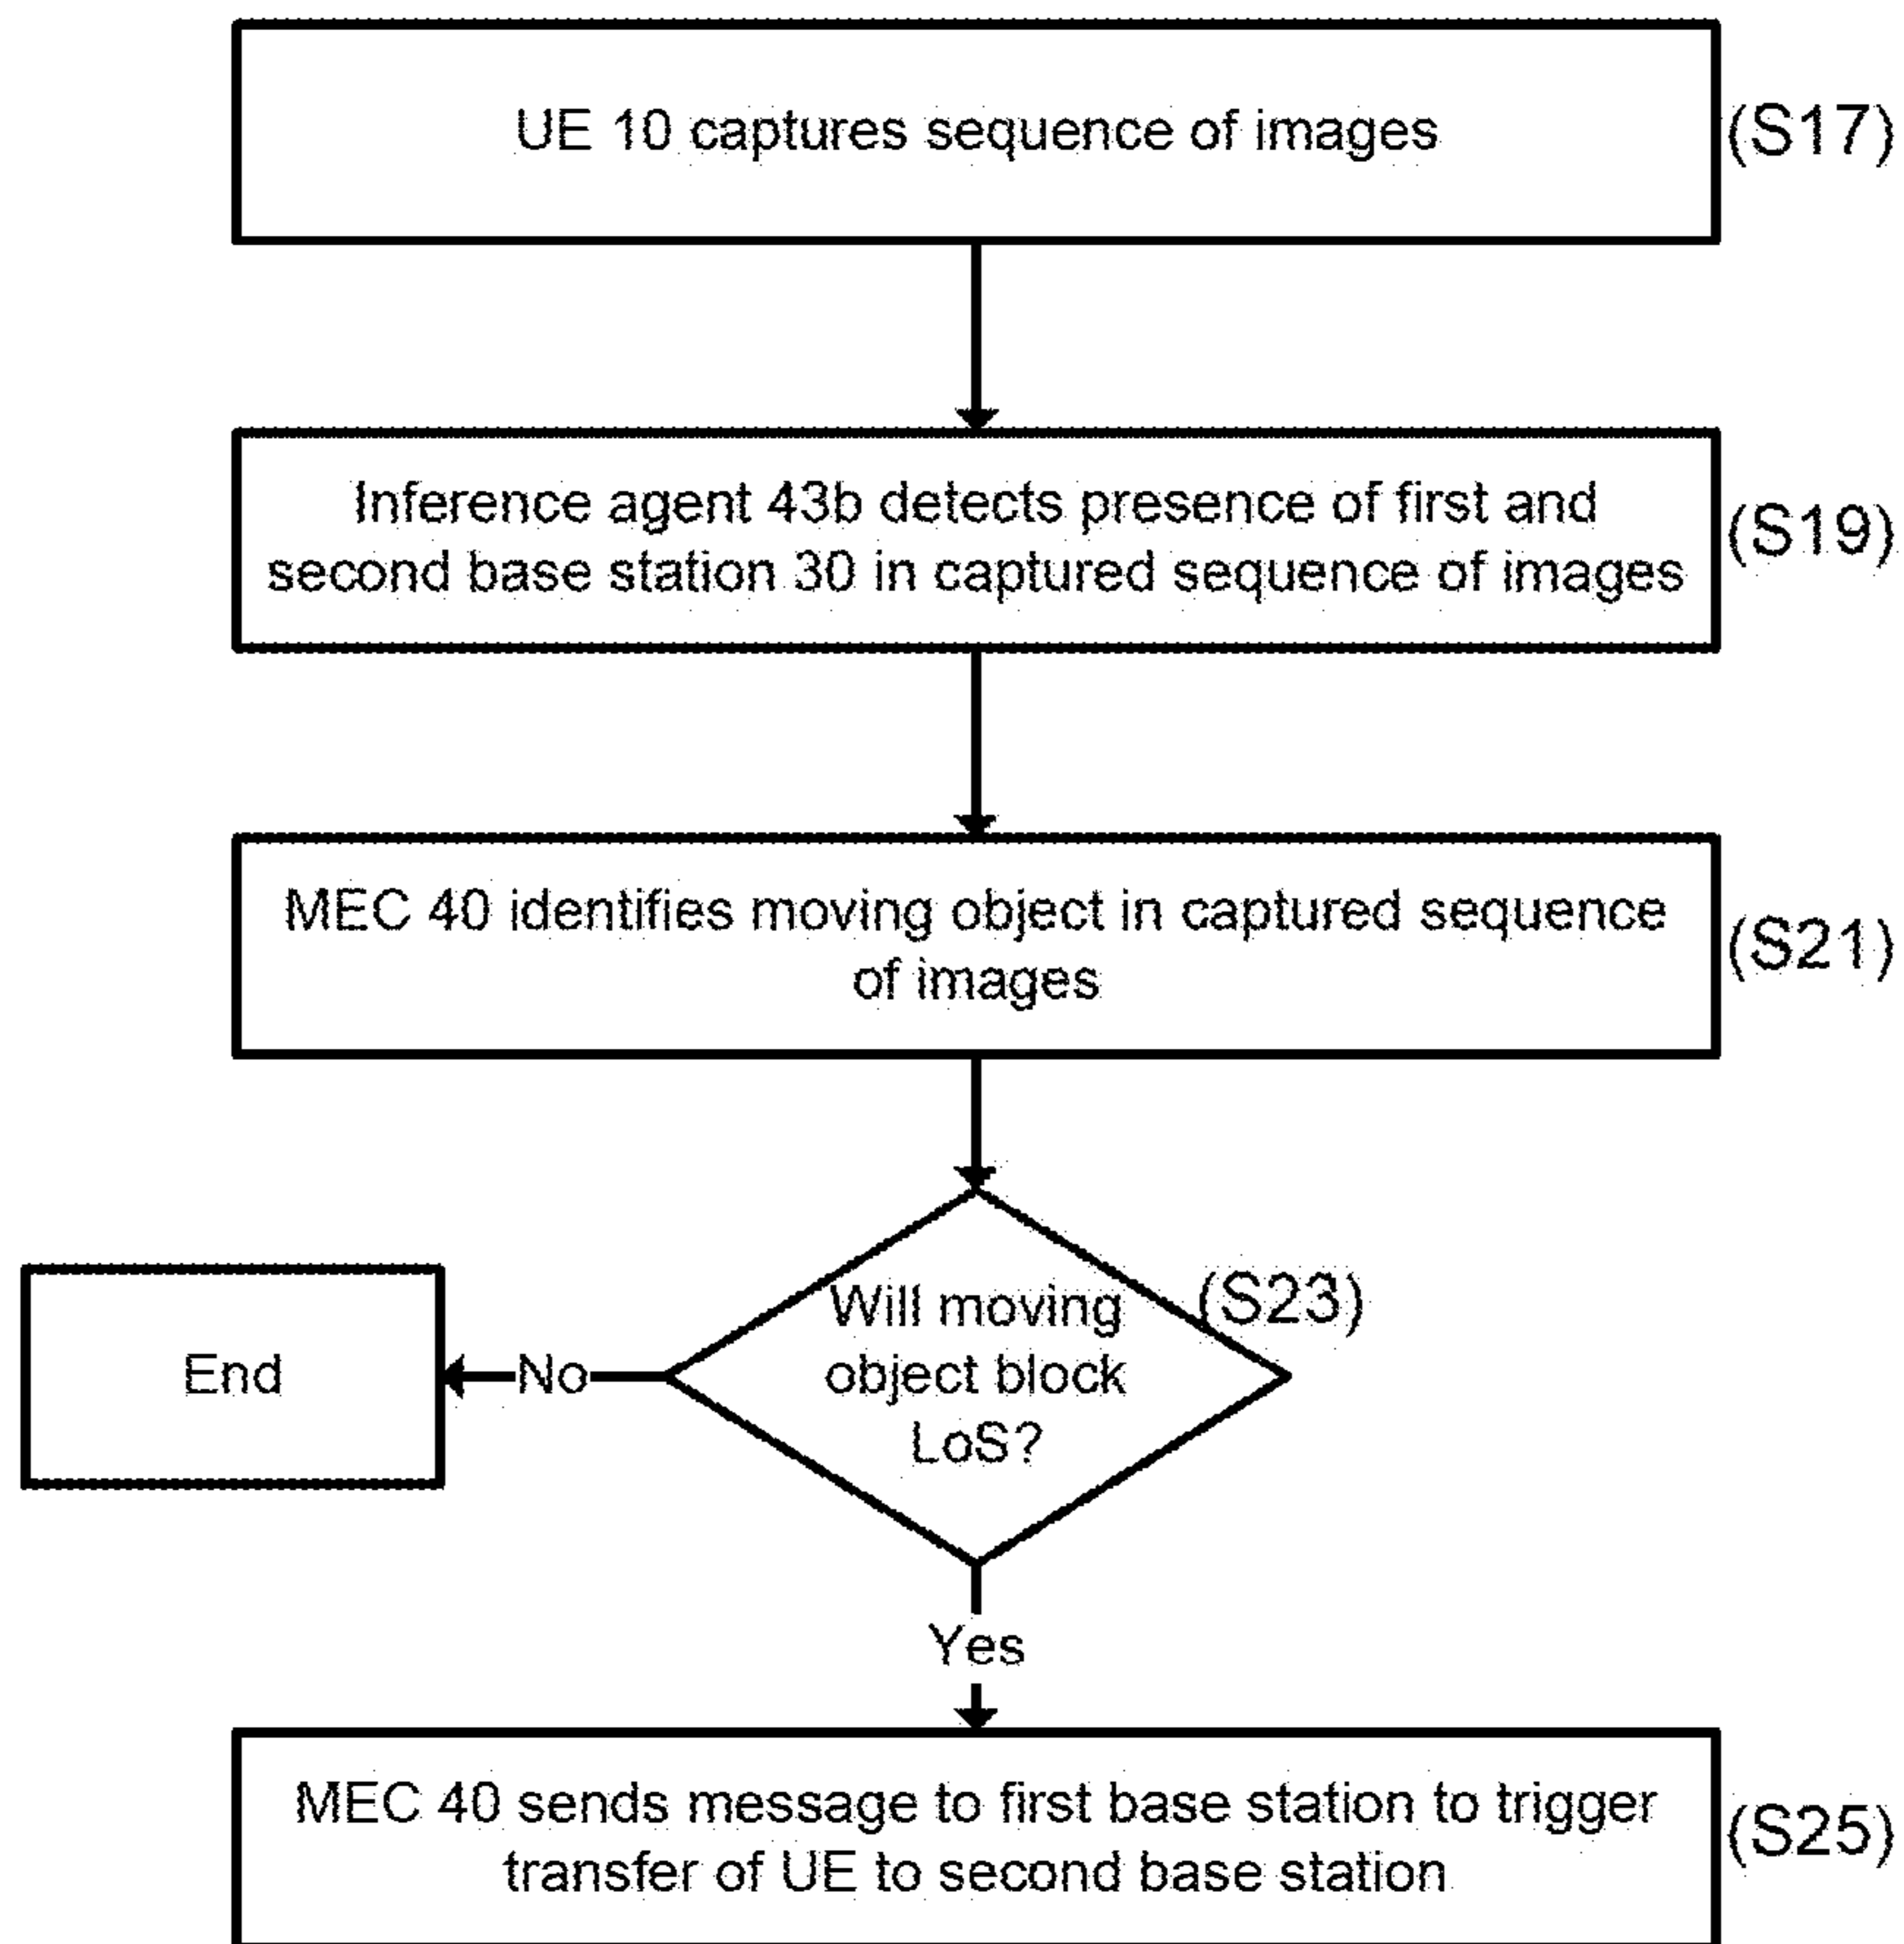 UE 10 captures sequence of images
(S17)
Inference agent 43b detects presence of first and
second base station 30 in captured sequence of images
(S19)
MEC 40 identifies moving object in captured sequence
of images
(S21)
Will moving
object block
LoS?
(S23)
No
End
Yes
MEC 40 sends message to first base station to trigger
transfer of UE to second base station
(S25)